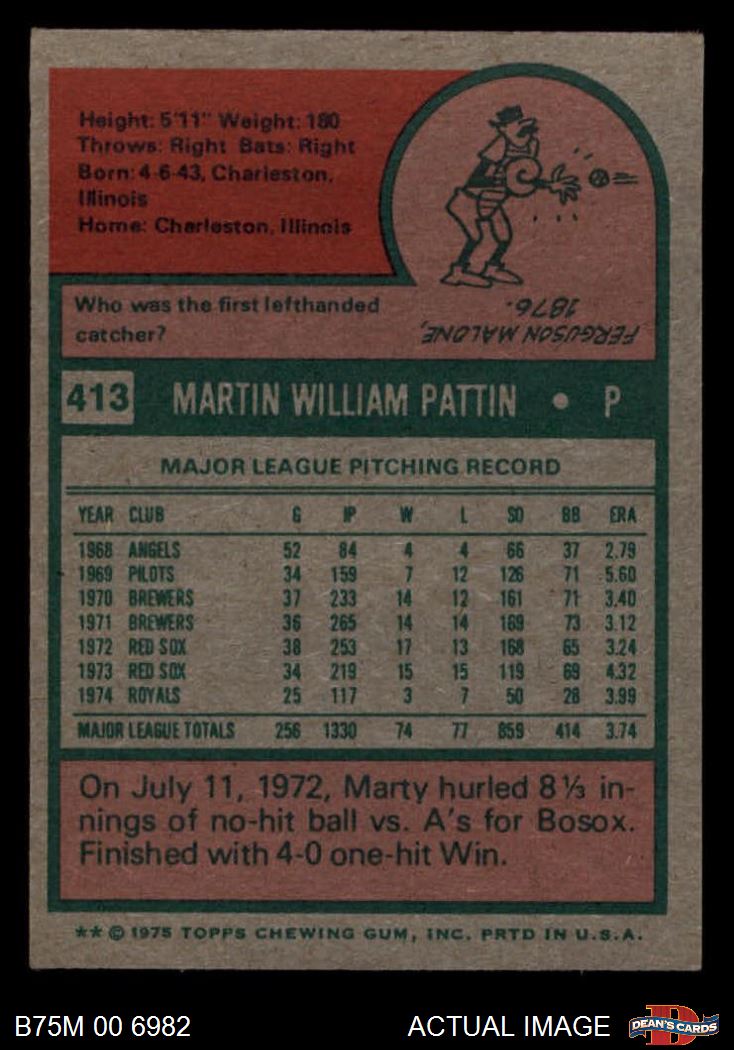 Height: 5'11" Weight: 180
Throws: Right Bats: Right
Born: 4-6-43, Charleston,
Illinois
Home: Charleston, Illinois
Who was the first lefthanded
catcher?
FERGUSON MALONE,
1876.
413 MARTIN WILLIAM PATTIN • P
MAJOR LEAGUE PITCHING RECORD
YEAR CLUB G IP W L SO BB ERA
1968 ANGELS 52 84 4 4 66 37 2.79
1969 PILOTS 34 159 7 12 126 71 5.60
1970 BREWERS 37 233 14 12 161 71 3.40
1971 BREWERS 36 265 14 14 169 73 3.12
1972 RED SOX 38 253 17 13 168 65 3.24
1973 RED SOX 34 219 15 15 119 69 4.32
1974 ROYALS 25 117 3 7 50 28 3.99
MAJOR LEAGUE TOTALS 256 1330 74 77 859 414 3.74
On July 11, 1972, Marty hurled 8⅓ in-
nings of no-hit ball vs. A's for Bosox.
Finished with 4-0 one-hit Win.
** © 1975 TOPPS CHEWING GUM, INC. PRTD IN U.S.A.
B75M 00 6982 ACTUAL IMAGE DEAN'S CARDS